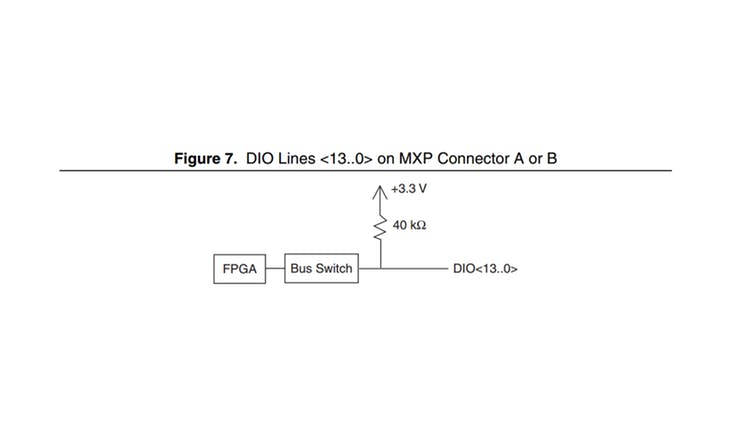 Figure 7. DIO Lines <13..0> on MXP Connector A or B
+3.3 V
40 kΩ
FPGA
Bus Switch
DIO<13..0>